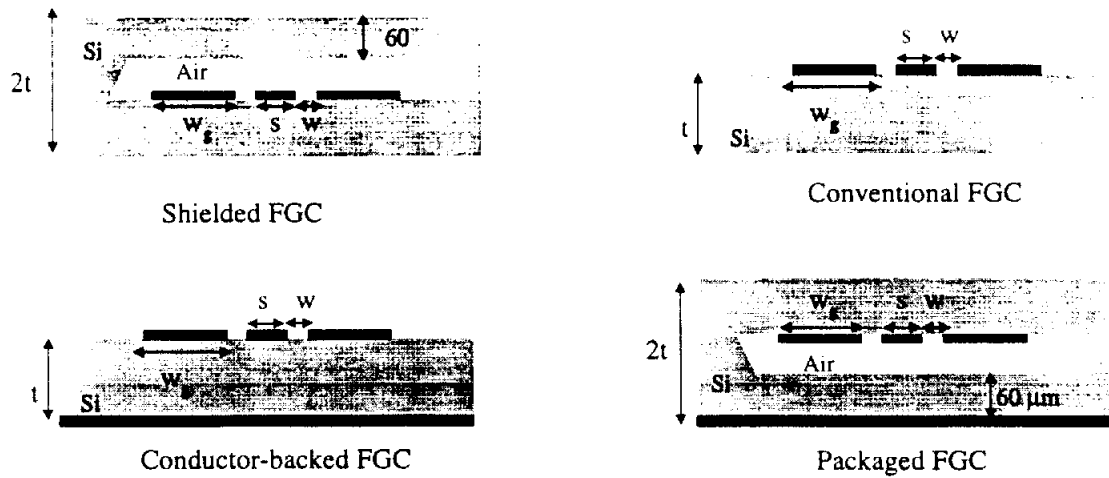 60
Si
Air
2t
W_g
s
w
Shielded FGC
s
w
t
W_g
Si
Conventional FGC
s
w
t
W_g
Si
Conductor-backed FGC
W_g
s
w
2t
Air
Si
60 μm
Packaged FGC